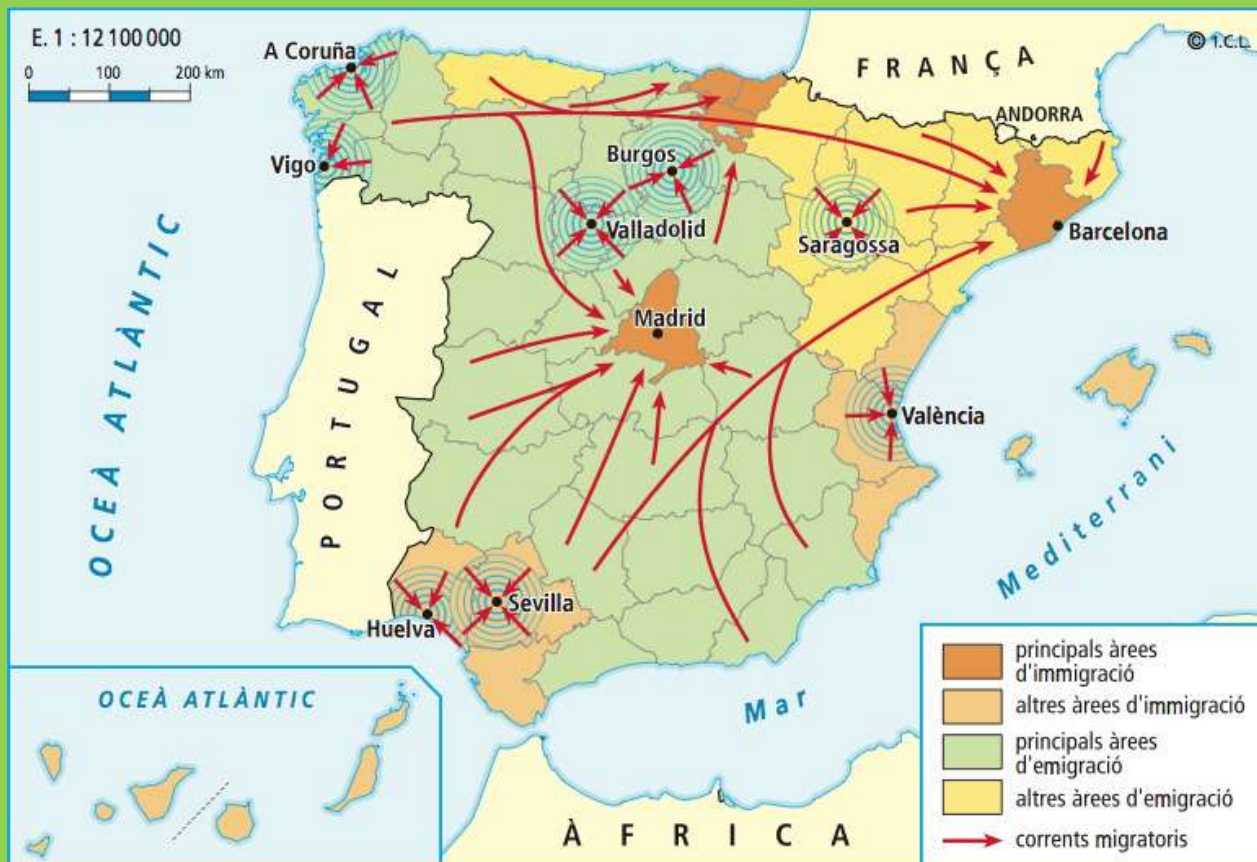 E. 1 : 12 100 000
0 100 200 km
A Coruña
Vigo
Burgos
Valladolid
Saragossa
Barcelona
Madrid
València
Sevilla
Huelva
FRANÇA
ANDORRA
© I.C.L.
PORTUGAL
OCEÀ ATLÀNTIC
Mar
Mediterrani
ÀFRICA
OCEÀ ATLÀNTIC
principals àrees
d'immigració
altres àrees d'immigració
principals àrees
d'emigració
altres àrees d'emigració
corrents migratoris